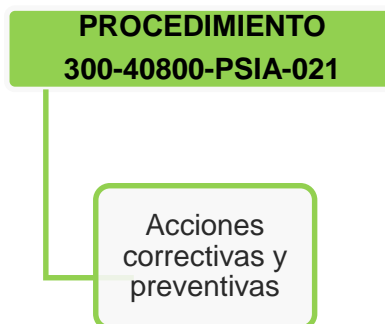 PROCEDIMIENTO
300-40800-PSIA-021
Acciones
correctivas y
preventivas